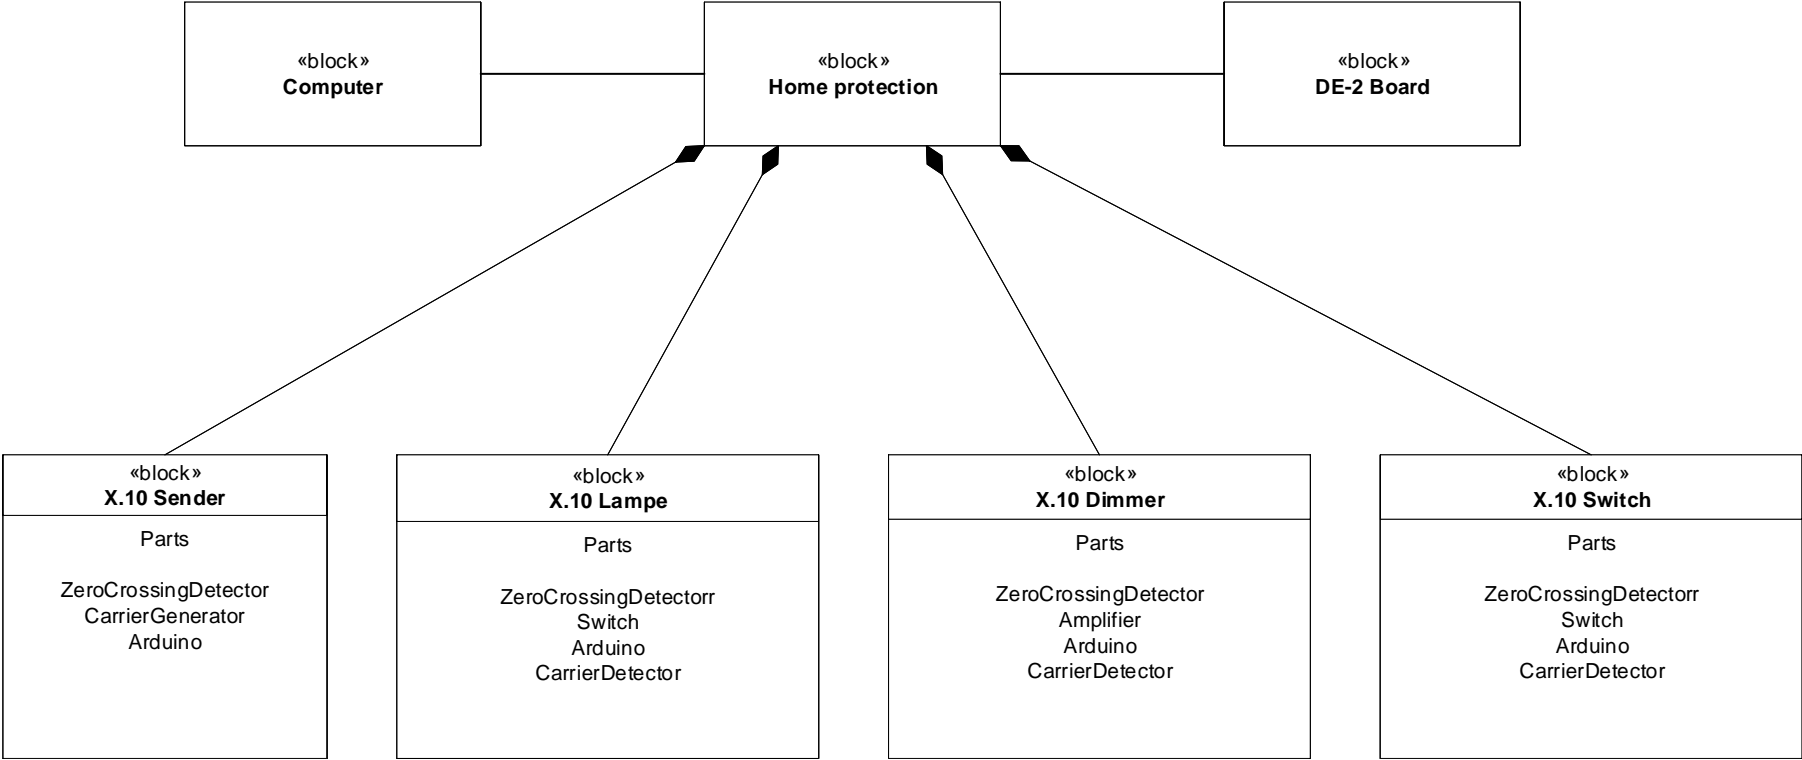 «block»
Computer
«block»
Home protection
«block»
DE-2 Board
«block»
X.10 Sender
Parts
ZeroCrossingDetector
CarrierGenerator
Arduino
«block»
X.10 Lampe
Parts
ZeroCrossingDetectorr
Switch
Arduino
CarrierDetector
«block»
X.10 Dimmer
Parts
ZeroCrossingDetector
Amplifier
Arduino
CarrierDetector
«block»
X.10 Switch
Parts
ZeroCrossingDetectorr
Switch
Arduino
CarrierDetector